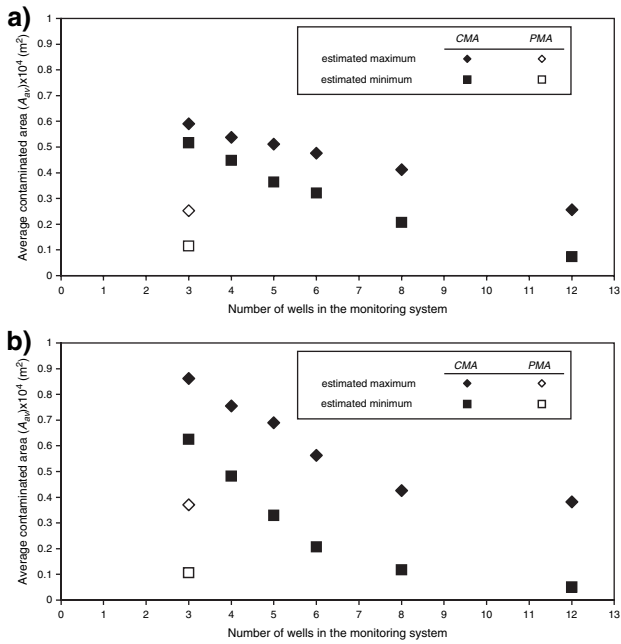 a)
Average contaminated area (Aav)x10⁴ (m²)
1
0.9
0.8
0.7
0.6
0.5
0.4
0.3
0.2
0.1
0
CMA PMA
estimated maximum
estimated minimum
0 1 2 3 4 5 6 7 8 9 10 11 12 13
Number of wells in the monitoring system
b)
Average contaminated area (Aav)x10⁴ (m²)
1
0.9
0.8
0.7
0.6
0.5
0.4
0.3
0.2
0.1
0
CMA PMA
estimated maximum
estimated minimum
0 1 2 3 4 5 6 7 8 9 10 11 12 13
Number of wells in the monitoring system